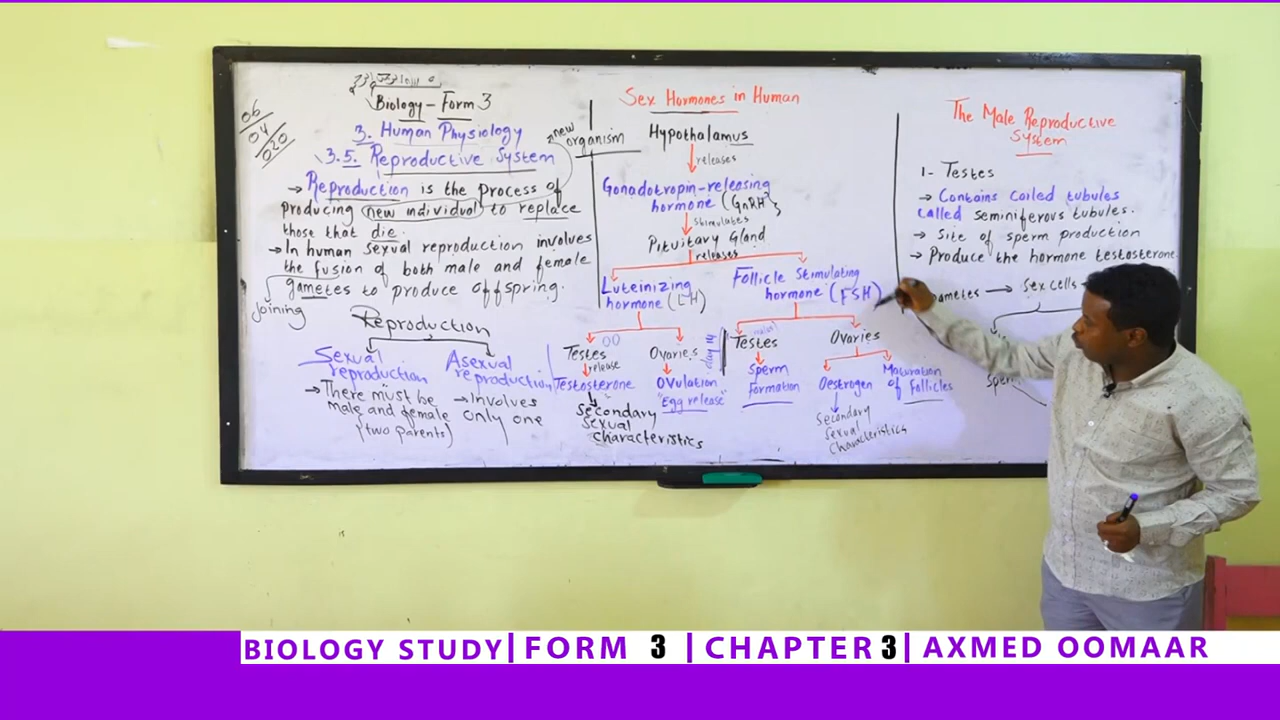 06
04
020
Biology - Form 3
3. Human Physiology
3.5. Reproductive System
→ Reproduction is the process of
producing new individual to replace
those that die.
→ In human sexual reproduction involves
the fusion of both male and female
gametes to produce offspring.
joining
new
organism
Reproduction
Sexual
reproduction
→ There must be
male and female
(two parents)
Asexual
reproduction
→ Involves
only one
Sex Hormones in Human
Hypothalamus
releases
Gonadotropin-releasing
hormone (GnRH)
Stimulates
Pituitary Gland
releases
Luteinizing
hormone (LH)
Testes
release
Testosterone
Secondary
Sexual
characteristics
Ovaries
Ovulation
"Egg release"
day 14
Follicle Stimulating
hormone (FSH)
Testes
Sperm
Formation
Ovaries
Oestrogen
Secondary
Sexual
characteristics
Maturation
of Follicles
The Male Reproductive
System
1- Testes
→ Contains coiled tubules
called seminiferous tubules.
→ Site of sperm production
→ Produce the hormone testosterone
Gametes → Sex cells
Sperm
BIOLOGY STUDY| FORM 3 | CHAPTER 3| AXMED OOMAAR